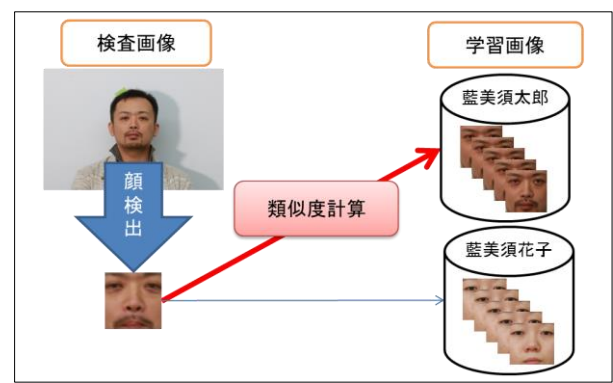 検査画像
学習画像
藍美須太郎
顔検出
類似度計算
藍美須花子